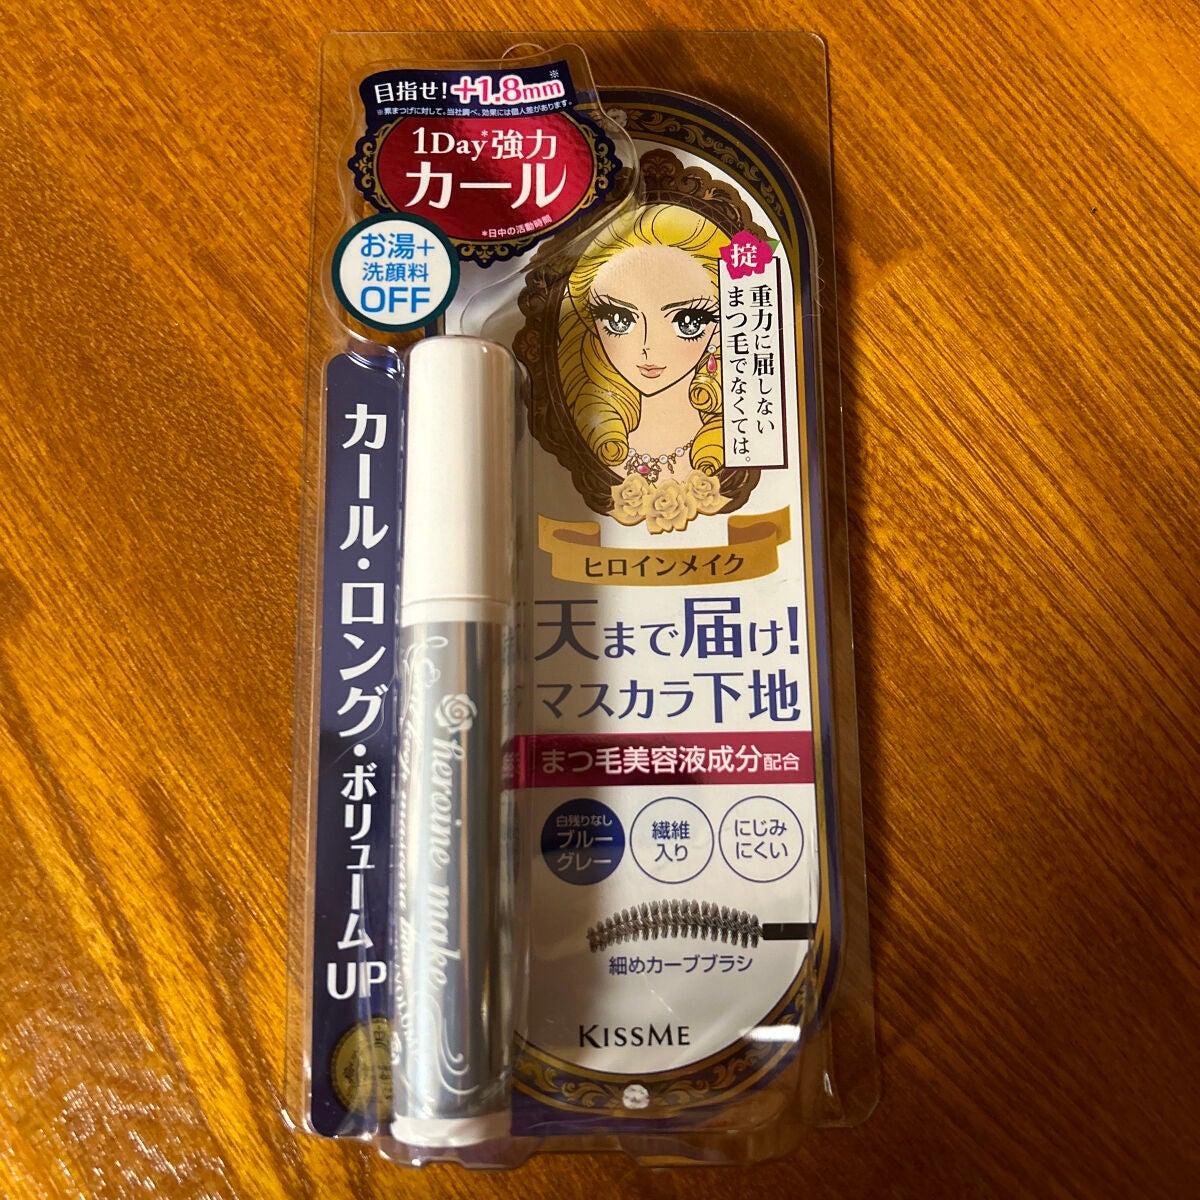 目指せ!+1.8mm※
※素まつげに対して。当社調べ。効果には個人差があります。
1Day*強力
カール
*日中の活動時間
お湯+
洗顔料
OFF
掟
重力に屈しない
まつ毛でなくては。
カール・ロング・ボリューム
UP
ヒロインメイク
天まで届け!
マスカラ下地
まつ毛美容液成分配合
白残りなし
ブルー
グレー
繊維
入り
にじみ
にくい
細めカーブブラシ
KISSME
heroine make